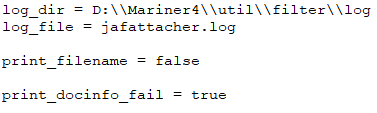 log_dir = D:\\Mariner4\\util\\filter\\log
log_file = jafattacher.log
print_filename = false
print_docinfo_fail = true